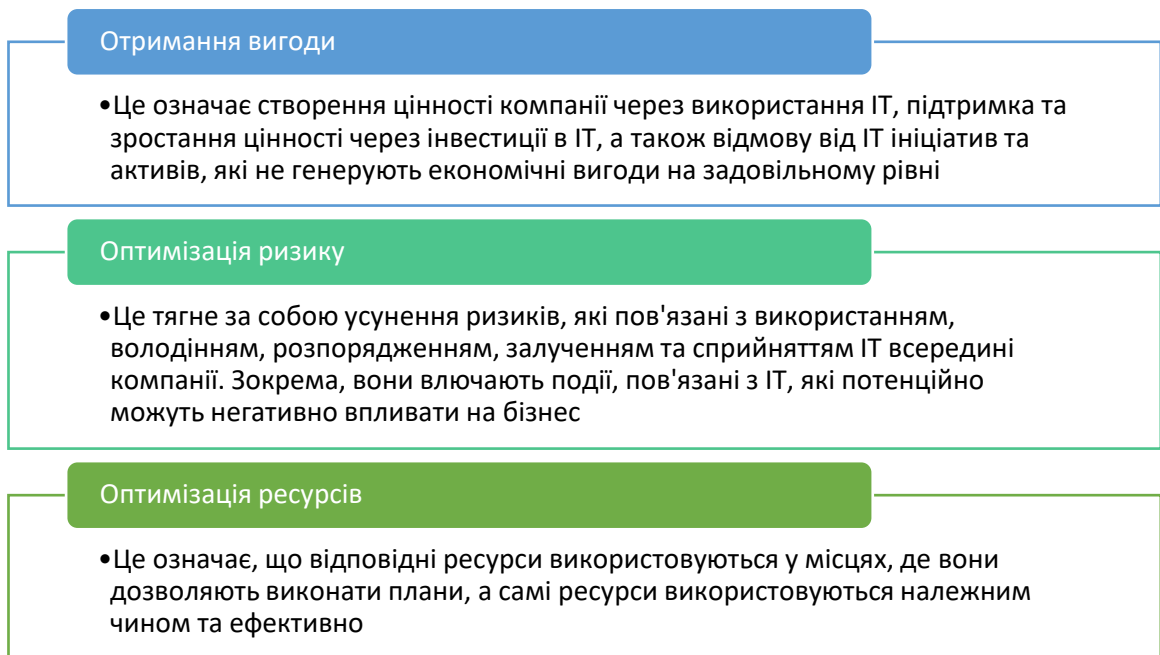 Отримання вигоди
•Це означає створення цінності компанії через використання ІТ, підтримка та
зростання цінності через інвестиції в ІТ, а також відмову від ІТ ініціатив та
активів, які не генерують економічні вигоди на задовільному рівні
Оптимізація ризику
•Це тягне за собою усунення ризиків, які пов'язані з використанням,
володінням, розпорядженням, залученням та сприйняттям ІТ всередині
компанії. Зокрема, вони влючають події, пов'язані з ІТ, які потенційно
можуть негативно впливати на бізнес
Оптимізація ресурсів
•Це означає, що відповідні ресурси використовуються у місцях, де вони
дозволяють виконати плани, а самі ресурси використовуються належним
чином та ефективно